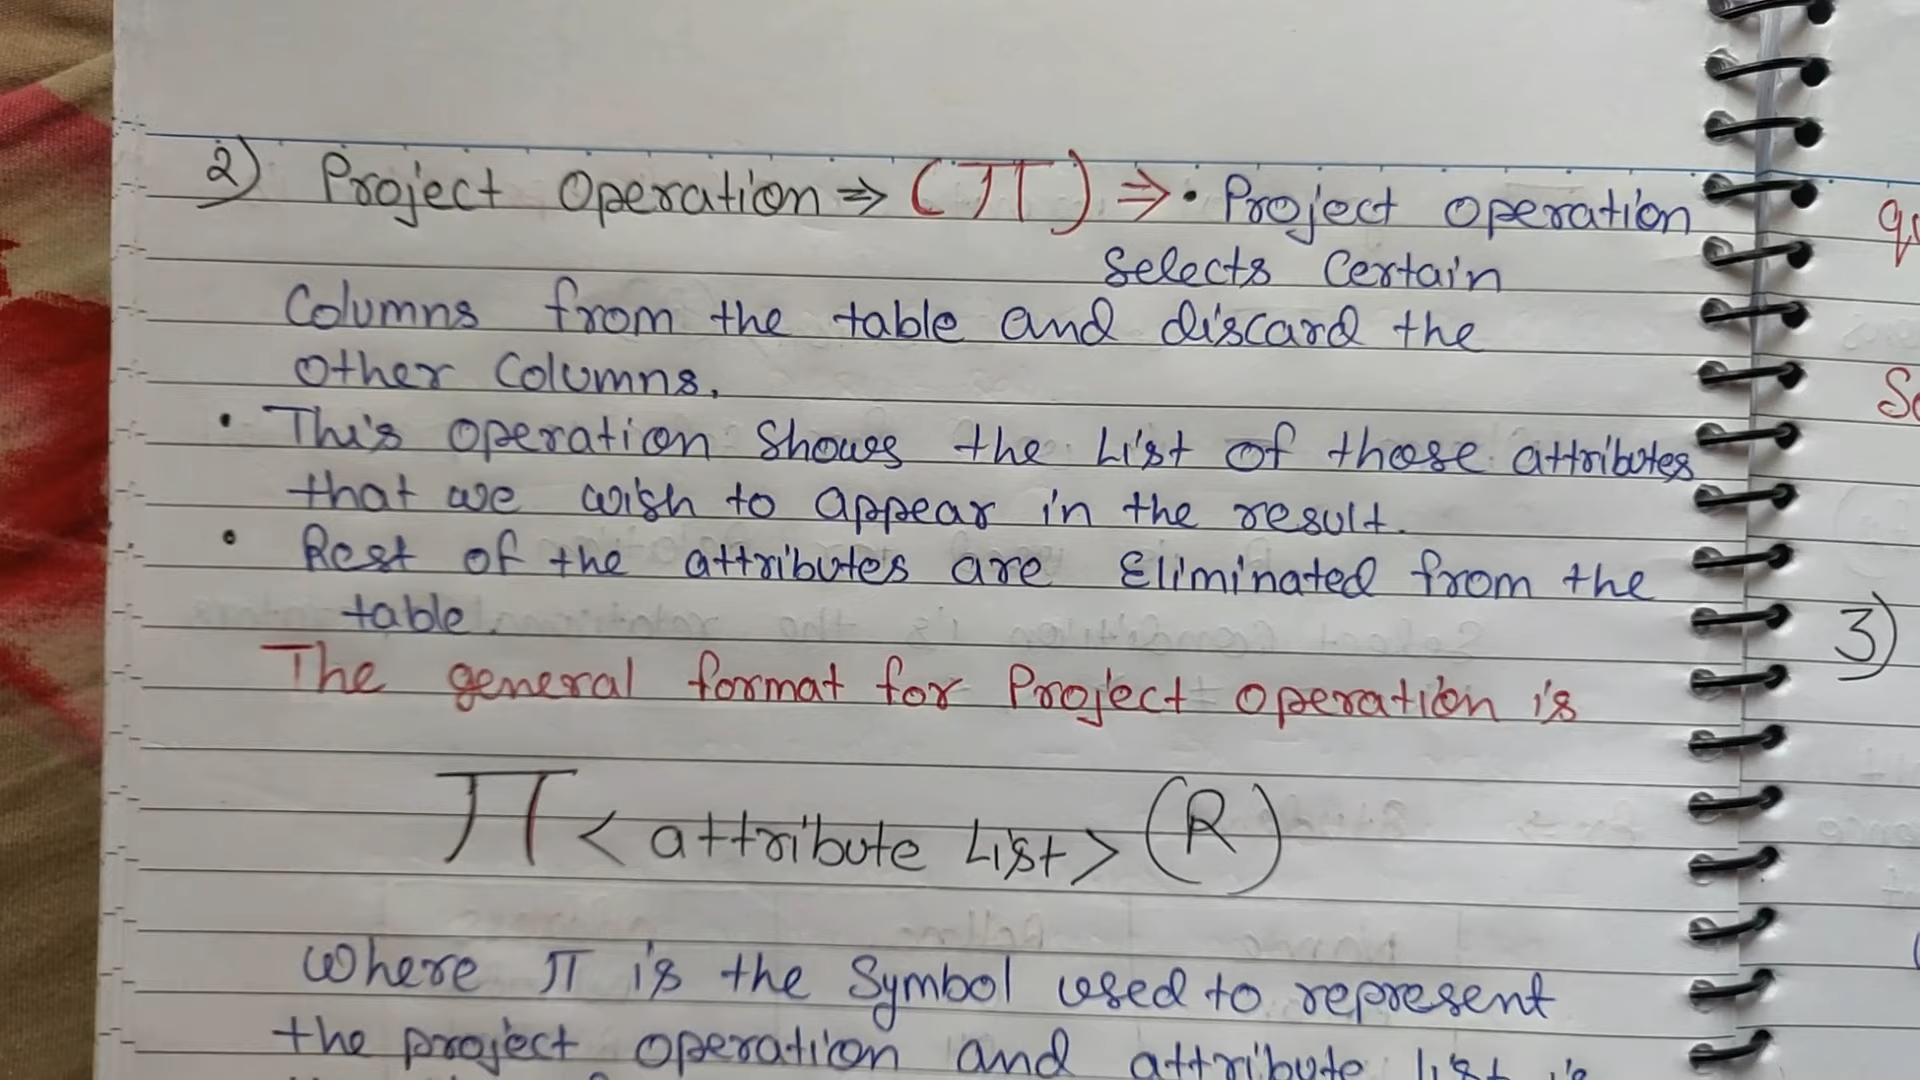 2) Project Operation ⇒ (π) ⇒ • Project operation
Selects Certain
Columns from the table and discard the
other Columns.
• This operation Shows the List of those attributes
that we wish to appear in the result.
• Rest of the attributes are Eliminated from the
table.
The general format for Project operation is
π < attribute List > (R)
Where π is the Symbol used to represent
the project operation and attribute list is
3)